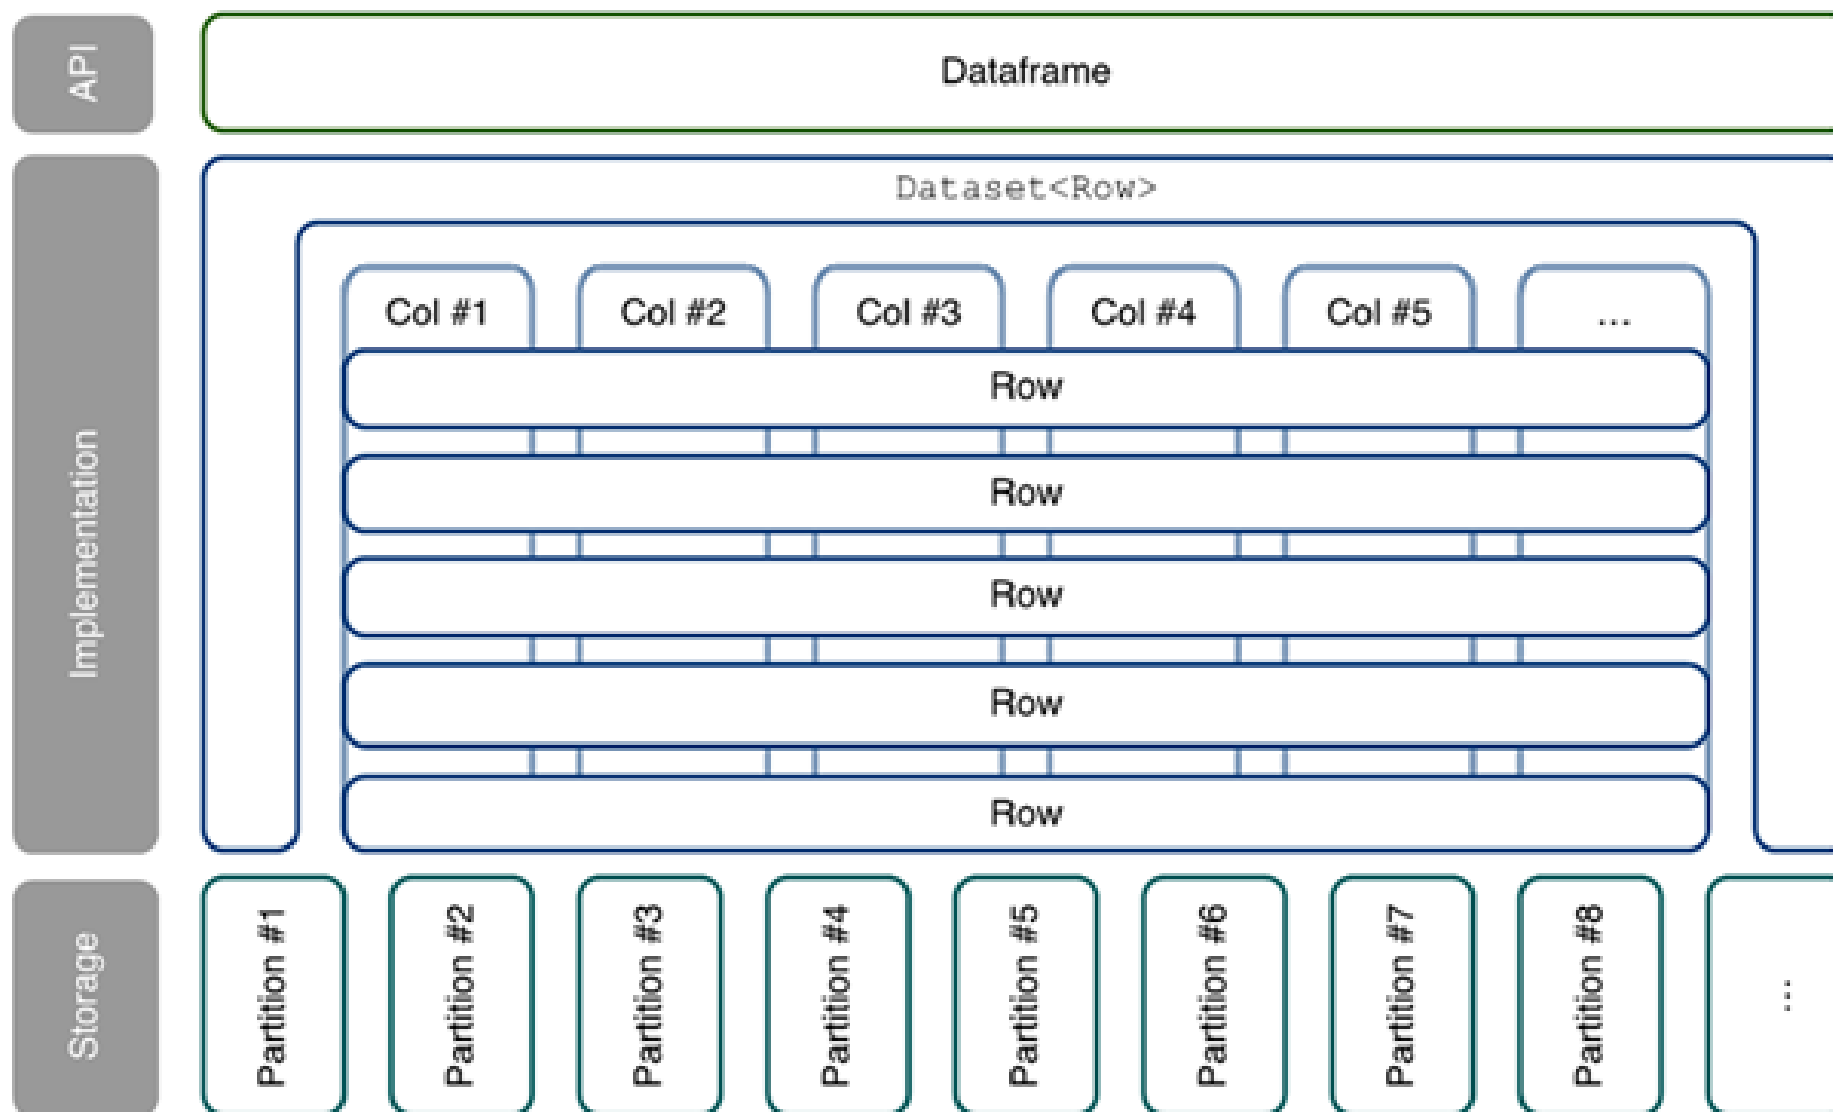 API
Dataframe
Implementation
Dataset<Row>
Col #1
Col #2
Col #3
Col #4
Col #5
...
Row
Row
Row
Row
Row
Storage
Partition #1
Partition #2
Partition #3
Partition #4
Partition #5
Partition #6
Partition #7
Partition #8
...